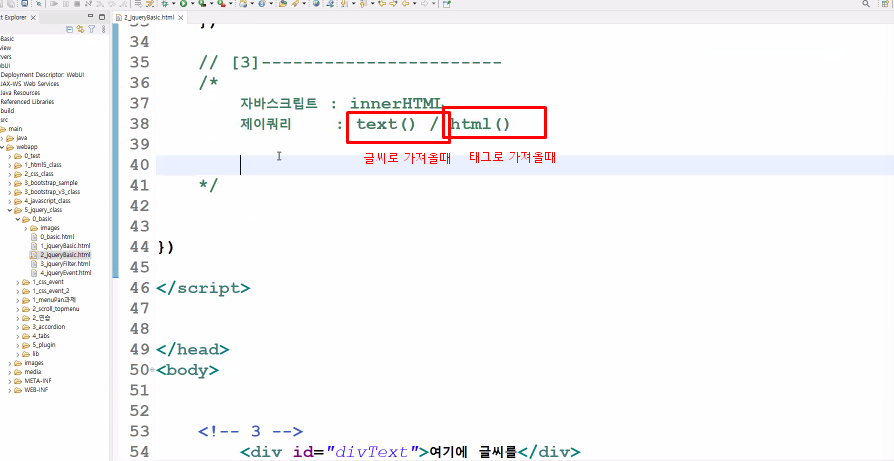 t Explorer
2_jqueryBasic.html
Basic
view
rvers
ebUI
Deployment Descriptor: WebUI
JAX-WS Web Services
Java Resources
Referenced Libraries
build
src
main
java
webapp
0_test
1_html5_class
2_css_class
3_bootstrap_sample
3_bootstrap_v3_class
4_javascript_class
5_jquery_class
0_basic
images
0_basic.html
1_jqueryBasic.html
2_jqueryBasic.html
3_jqueryFilter.html
4_jqueryEvent.html
1_css_event
1_css_event_2
1_menuPan과제
2_scroll_topmenu
2_연습
3_accordion
4_tabs
5_plugin
lib
images
media
META-INF
WEB-INF
33 })
34
35 // [3]-----------------------
36 /*
37 자바스크립트 : innerHTML
38 제이쿼리 : text() / html()
39
글씨로 가져올때 태그로 가져올때
40
41 */
42
43
44 })
45
46 </script>
47
48
49 </head>
50 <body>
51
52
53 <!-- 3 -->
54 <div id="divText">여기에 글씨를</div>